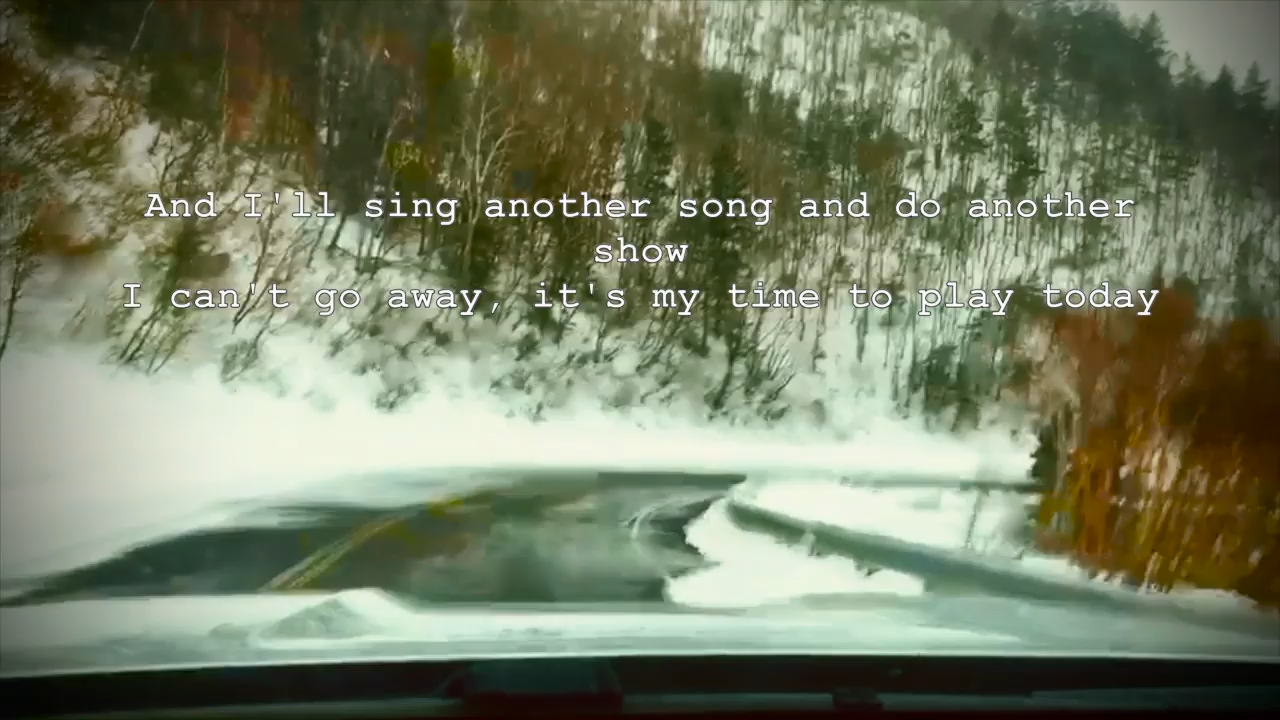 And I'll sing another song and do another
show
I can't go away, it's my time to play today